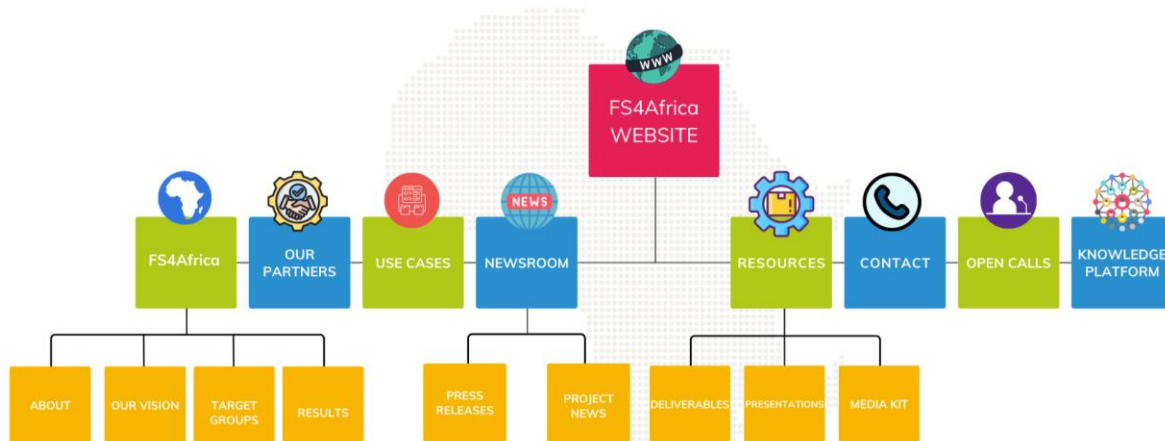 WWW
FS4Africa
WEBSITE
NEWS
FS4Africa
OUR
PARTNERS
USE CASES
NEWSROOM
RESOURCES
CONTACT
OPEN CALLS
KNOWLEDGE
PLATFORM
ABOUT
OUR VISION
TARGET
GROUPS
RESULTS
PRESS
RELEASES
PROJECT
NEWS
DELIVERABLES
PRESENTATIONS
MEDIA KIT